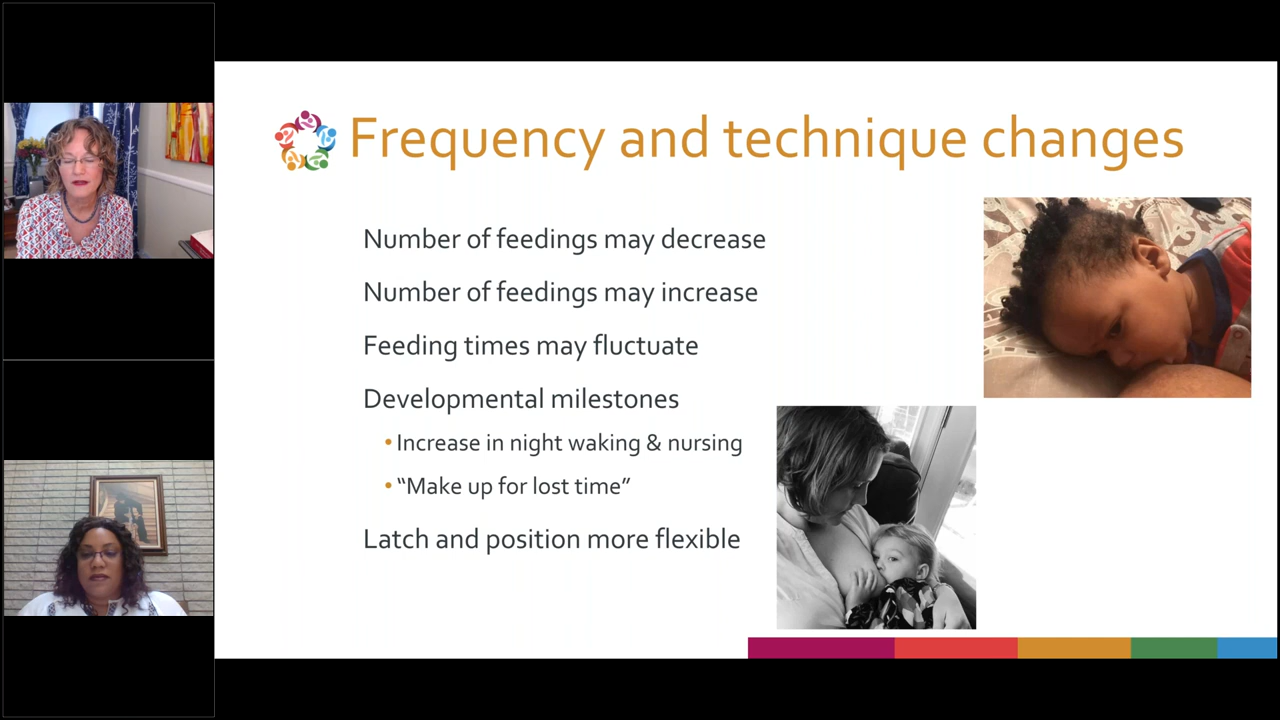 Frequency and technique changes
Number of feedings may decrease
Number of feedings may increase
Feeding times may fluctuate
Developmental milestones
• Increase in night waking & nursing
• “Make up for lost time”
Latch and position more flexible